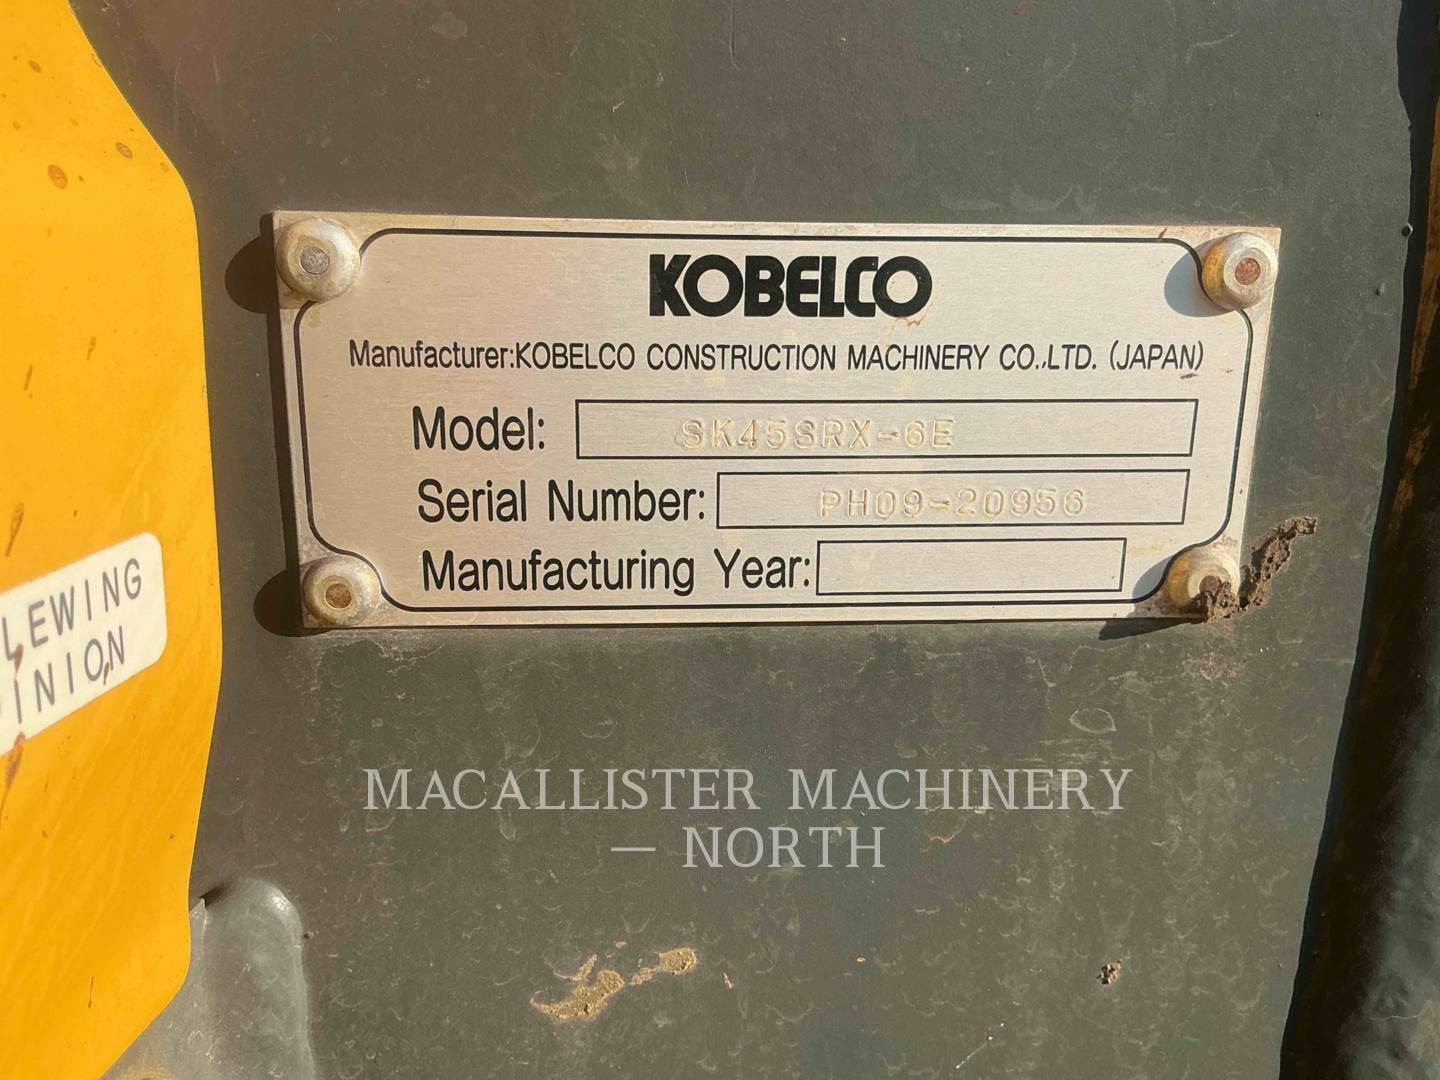 KOBELCO
Manufacturer:KOBELCO CONSTRUCTION MACHINERY CO.,LTD. (JAPAN)
Model: SK45SRX-6E
Serial Number: PH09-20956
Manufacturing Year:
LEWING
INION
MACALLISTER MACHINERY
— NORTH